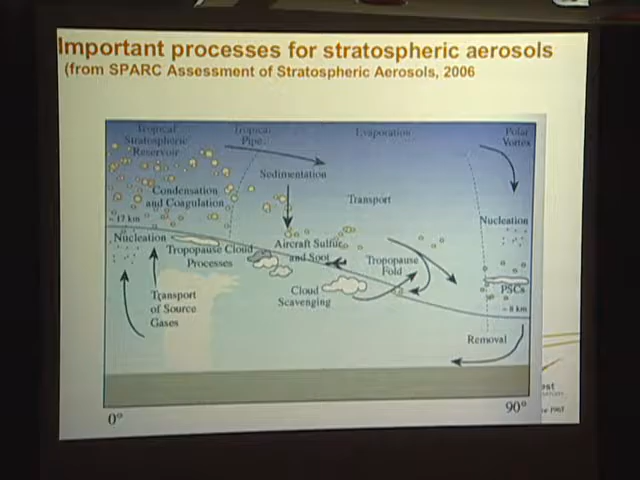 Important processes for stratospheric aerosols
(from SPARC Assessment of Stratospheric Aerosols, 2006
Tropical
Stratospheric
Reservoir
Tropical
Pipe
Evaporation
Polar
Vortex
Sedimentation
Condensation
and Coagulation
Transport
~ 17 km
Nucleation
Nucleation
Tropopause Cloud
Processes
Aircraft Sulfur
and Soot
Tropopause
Fold
Cloud
Scavenging
PSCs
~ 8 km
Transport
of Source
Gases
Removal
0°
90°